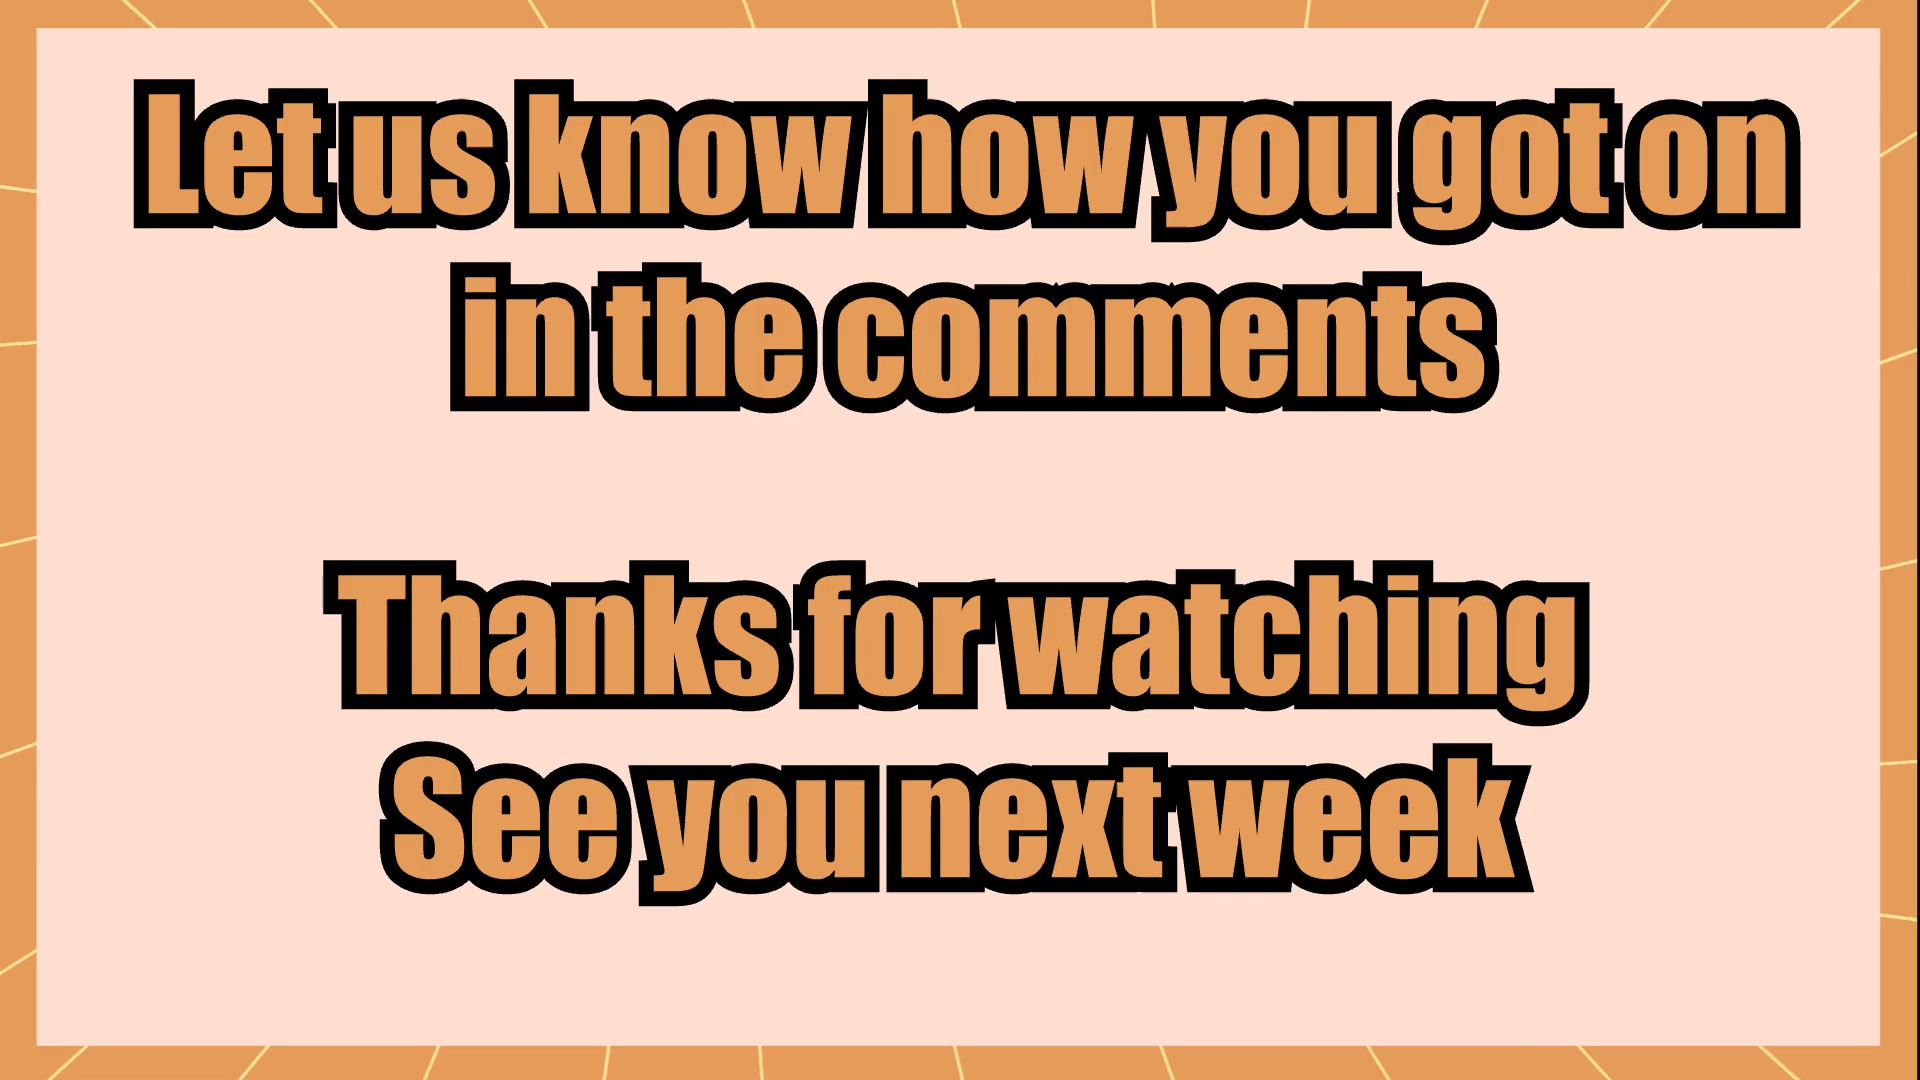 Let us know how you got on
in the comments
Thanks for watching
See you next week